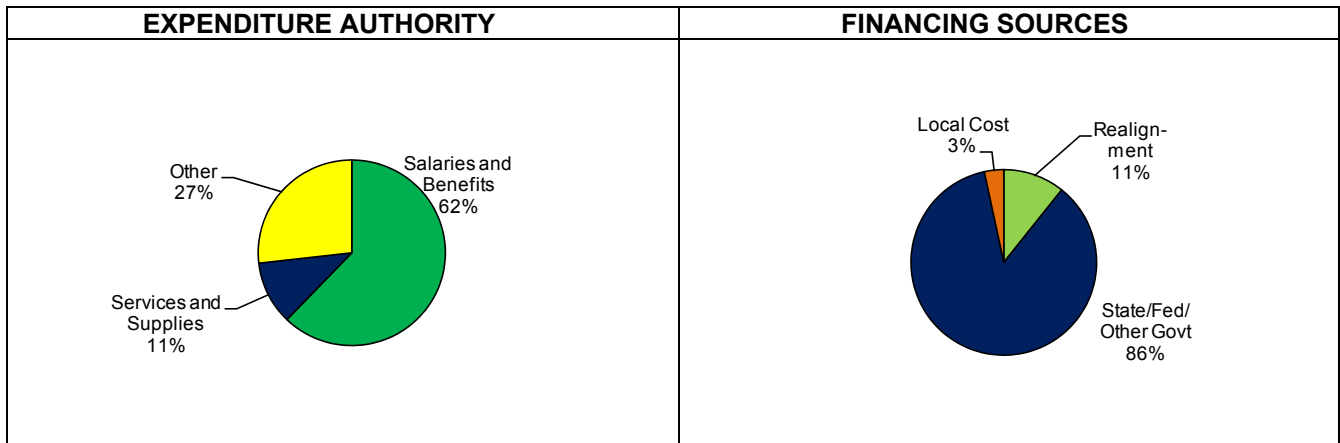 EXPENDITURE AUTHORITY
Other
27%
Salaries and
Benefits
62%
Services and
Supplies
11%
FINANCING SOURCES
Local Cost
3%
Realign-
ment
11%
State/Fed/
Other Govt
86%